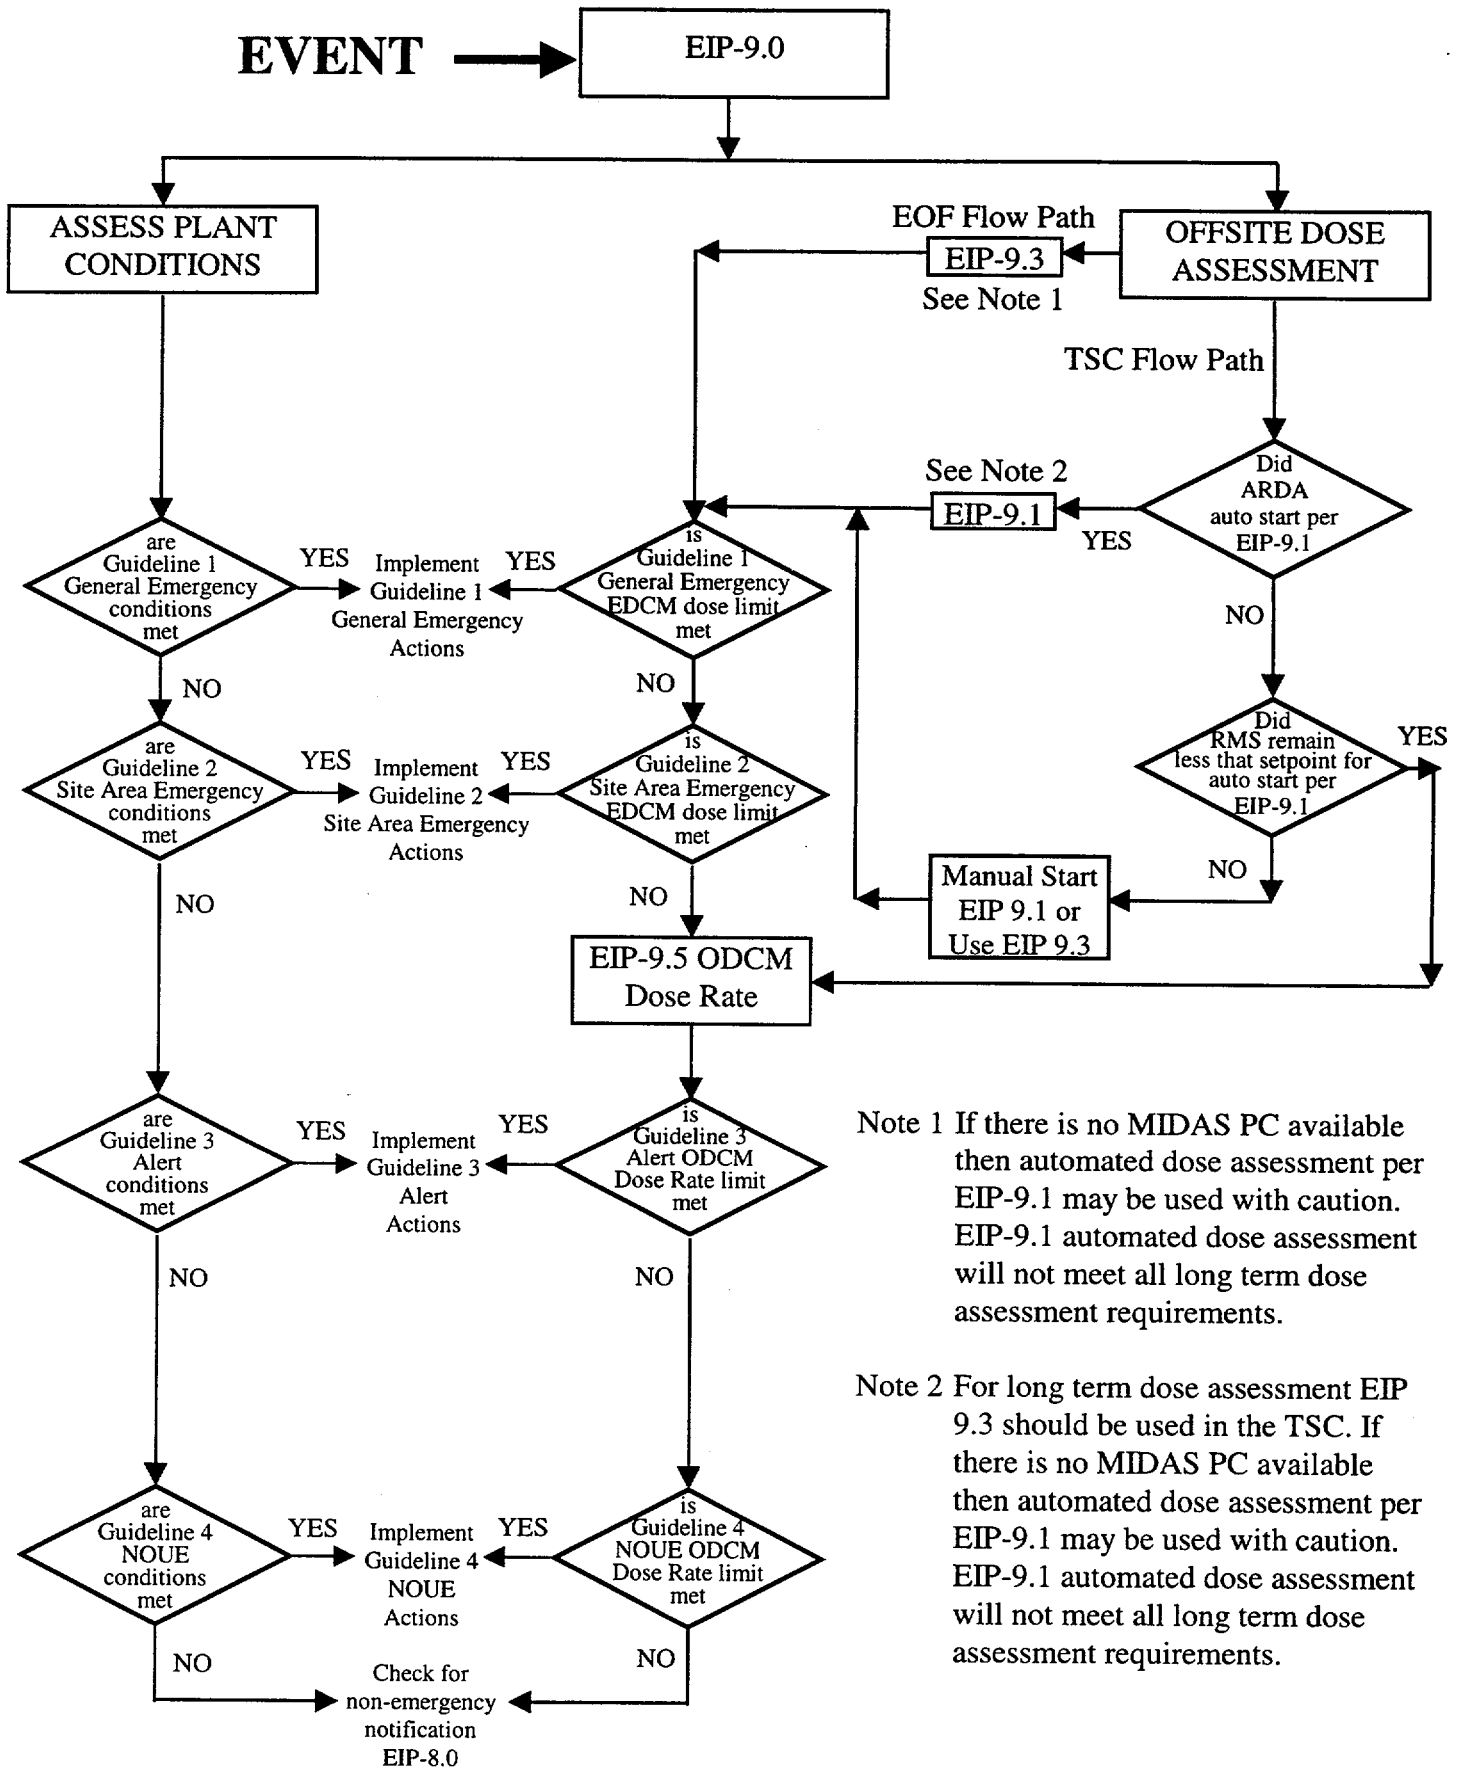 EVENT
EIP-9.0
ASSESS PLANT
CONDITIONS
EOF Flow Path
EIP-9.3
See Note 1
OFFSITE DOSE
ASSESSMENT
TSC Flow Path
Did
ARDA
auto start per
EIP-9.1
See Note 2
EIP-9.1
YES
NO
are
Guideline 1
General Emergency
conditions
met
YES
Implement
Guideline 1
General Emergency
Actions
YES
is
Guideline 1
General Emergency
EDCM dose limit
met
NO
NO
Did
RMS remain
less that setpoint for
auto start per
EIP-9.1
YES
NO
are
Guideline 2
Site Area Emergency
conditions
met
YES
Implement
Guideline 2
Site Area Emergency
Actions
YES
is
Guideline 2
Site Area Emergency
EDCM dose limit
met
NO
NO
Manual Start
EIP 9.1 or
Use EIP 9.3
EIP-9.5 ODCM
Dose Rate
are
Guideline 3
Alert
conditions
met
YES
Implement
Guideline 3
Alert
Actions
YES
is
Guideline 3
Alert ODCM
Dose Rate limit
met
NO
NO
Note 1 If there is no MIDAS PC available
then automated dose assessment per
EIP-9.1 may be used with caution.
EIP-9.1 automated dose assessment
will not meet all long term dose
assessment requirements.
Note 2 For long term dose assessment EIP
9.3 should be used in the TSC. If
there is no MIDAS PC available
then automated dose assessment per
EIP-9.1 may be used with caution.
EIP-9.1 automated dose assessment
will not meet all long term dose
assessment requirements.
are
Guideline 4
NOUE
conditions
met
YES
Implement
Guideline 4
NOUE
Actions
YES
is
Guideline 4
NOUE ODCM
Dose Rate limit
met
NO
NO
Check for
non-emergency
notification
EIP-8.0